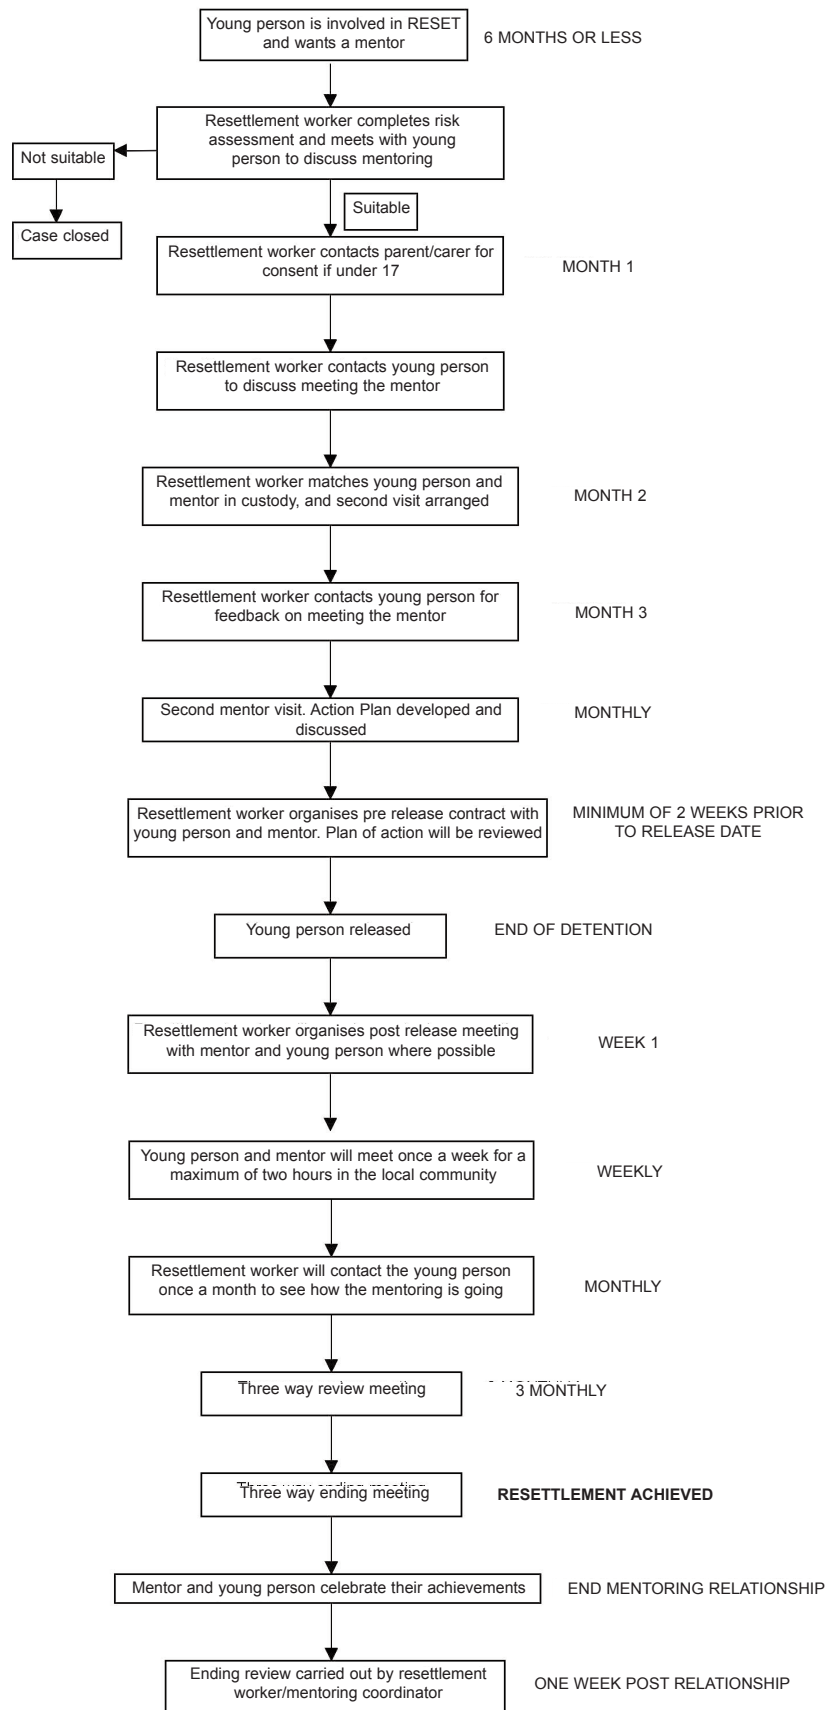 Young person is involved in RESET
and wants a mentor
6 MONTHS OR LESS
Resettlement worker completes risk
assessment and meets with young
person to discuss mentoring
Not suitable
Suitable
Case closed
Resettlement worker contacts parent/carer for
consent if under 17
MONTH 1
Resettlement worker contacts young person
to discuss meeting the mentor
Resettlement worker matches young person and
mentor in custody, and second visit arranged
MONTH 2
Resettlement worker contacts young person for
feedback on meeting the mentor
MONTH 3
Second mentor visit. Action Plan developed and
discussed
MONTHLY
Resettlement worker organises pre release contract with
young person and mentor. Plan of action will be reviewed
MINIMUM OF 2 WEEKS PRIOR
TO RELEASE DATE
Young person released
END OF DETENTION
Resettlement worker organises post release meeting
with mentor and young person where possible
WEEK 1
Young person and mentor will meet once a week for a
maximum of two hours in the local community
WEEKLY
Resettlement worker will contact the young person
once a month to see how the mentoring is going
MONTHLY
Three way review meeting
3 MONTHLY
Three way ending meeting
RESETTLEMENT ACHIEVED
Mentor and young person celebrate their achievements
END MENTORING RELATIONSHIP
Ending review carried out by resettlement
worker/mentoring coordinator
ONE WEEK POST RELATIONSHIP